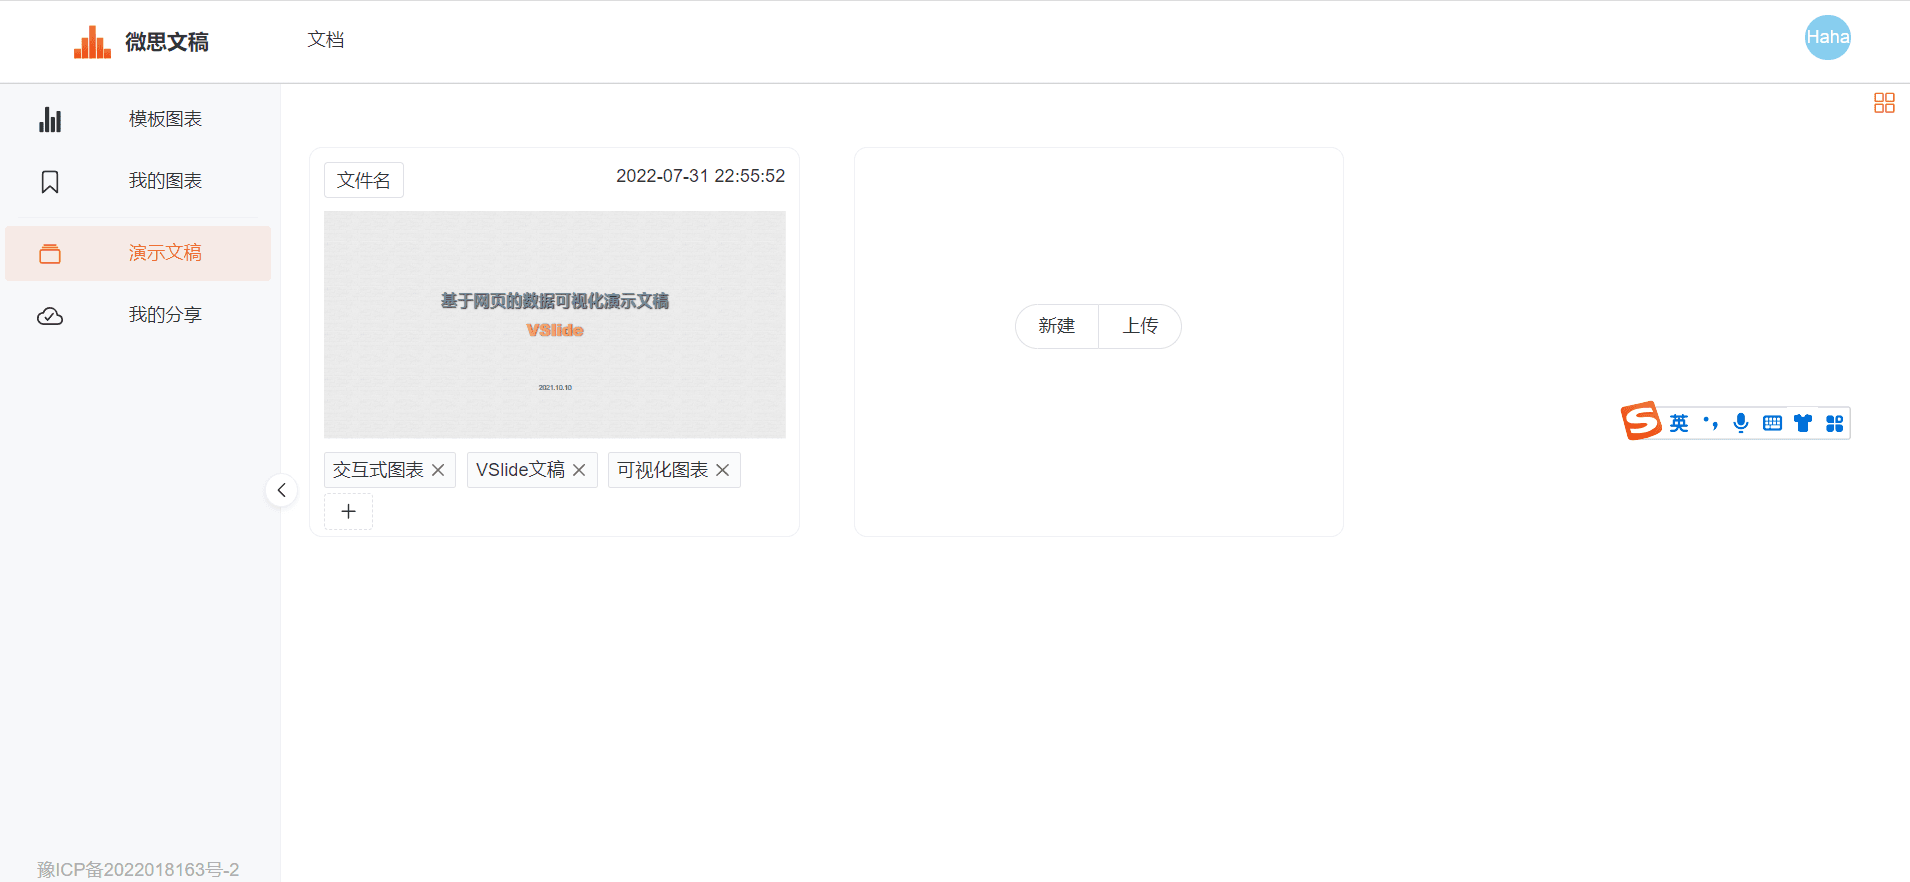 微思文稿
文档
Haha
模板图表
我的图表
演示文稿
我的分享
文件名
2022-07-31 22:55:52
基于网页的数据可视化演示文稿
VSlide
2021.10.10
交互式图表
VSlide文稿
可视化图表
新建
上传
英
豫ICP备2022018163号-2